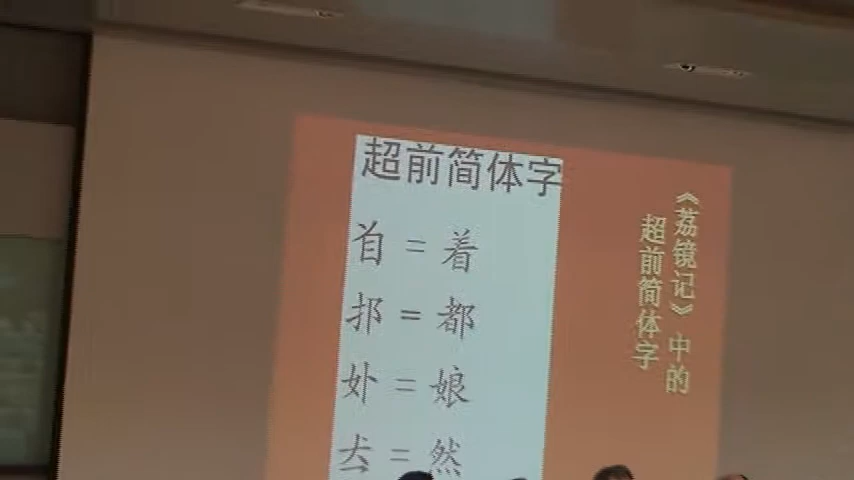 超前简体字
= 着
= 都
= 娘
= 然
《荔镜记》中的
超前简体字